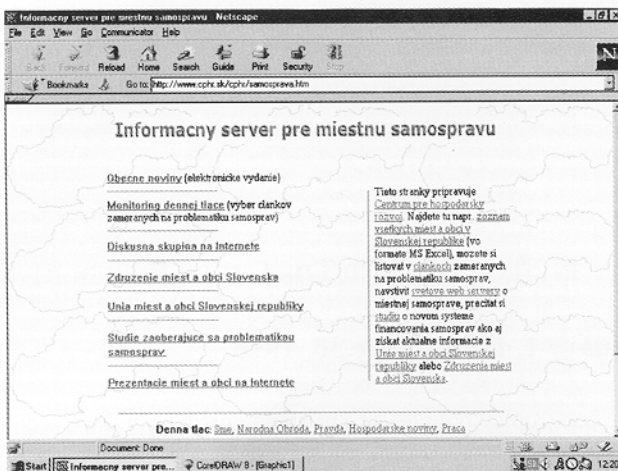 Informacny server pre miestnu samospravu - Netscape
File Edit View Go Communicator Help
Back Forward Reload Home Search Guide Print Security Stop
N
Bookmarks Go to: http://www.cphr.sk/cphr/samosprava.htm
Informacny server pre miestnu samospravu
Obecne noviny (elektronicke vydanie)
Monitoring dennej tlace (vyber clankov
zameranych na problematiku samosprav)
Diskusna skupina na Internete
Zdruzenie miest a obci Slovenska
Unia miest a obci Slovenskej republiky
Studie zaoberajuce sa problematikou
samosprav
Prezentacie miest a obci na Internete
Tieto stranky pripravuje
Centrum pre hospodarsky
rozvoj. Najdete tu napr. zoznam
vsetkych miest a obci v
Slovenskej republike (vo
formate MS Excel), mozete si
listovat v clankoch zameranych
na problematiku samosprav,
navstivit svetove web servery o
miestnej samosprave, precitat si
studiu o novom systeme
financovania samosprav ako aj
ziskat aktualne informacie z
Unie miest a obci Slovenskej
republiky alebo Zdruzenia miest
a obci Slovenska.
Denna tlac: Sme, Narodna Obroda, Pravda, Hospodarske noviny, Praca
Document: Done
Start Informacny server pre... CorelDRAW 8 - [Graphic1] 12:20